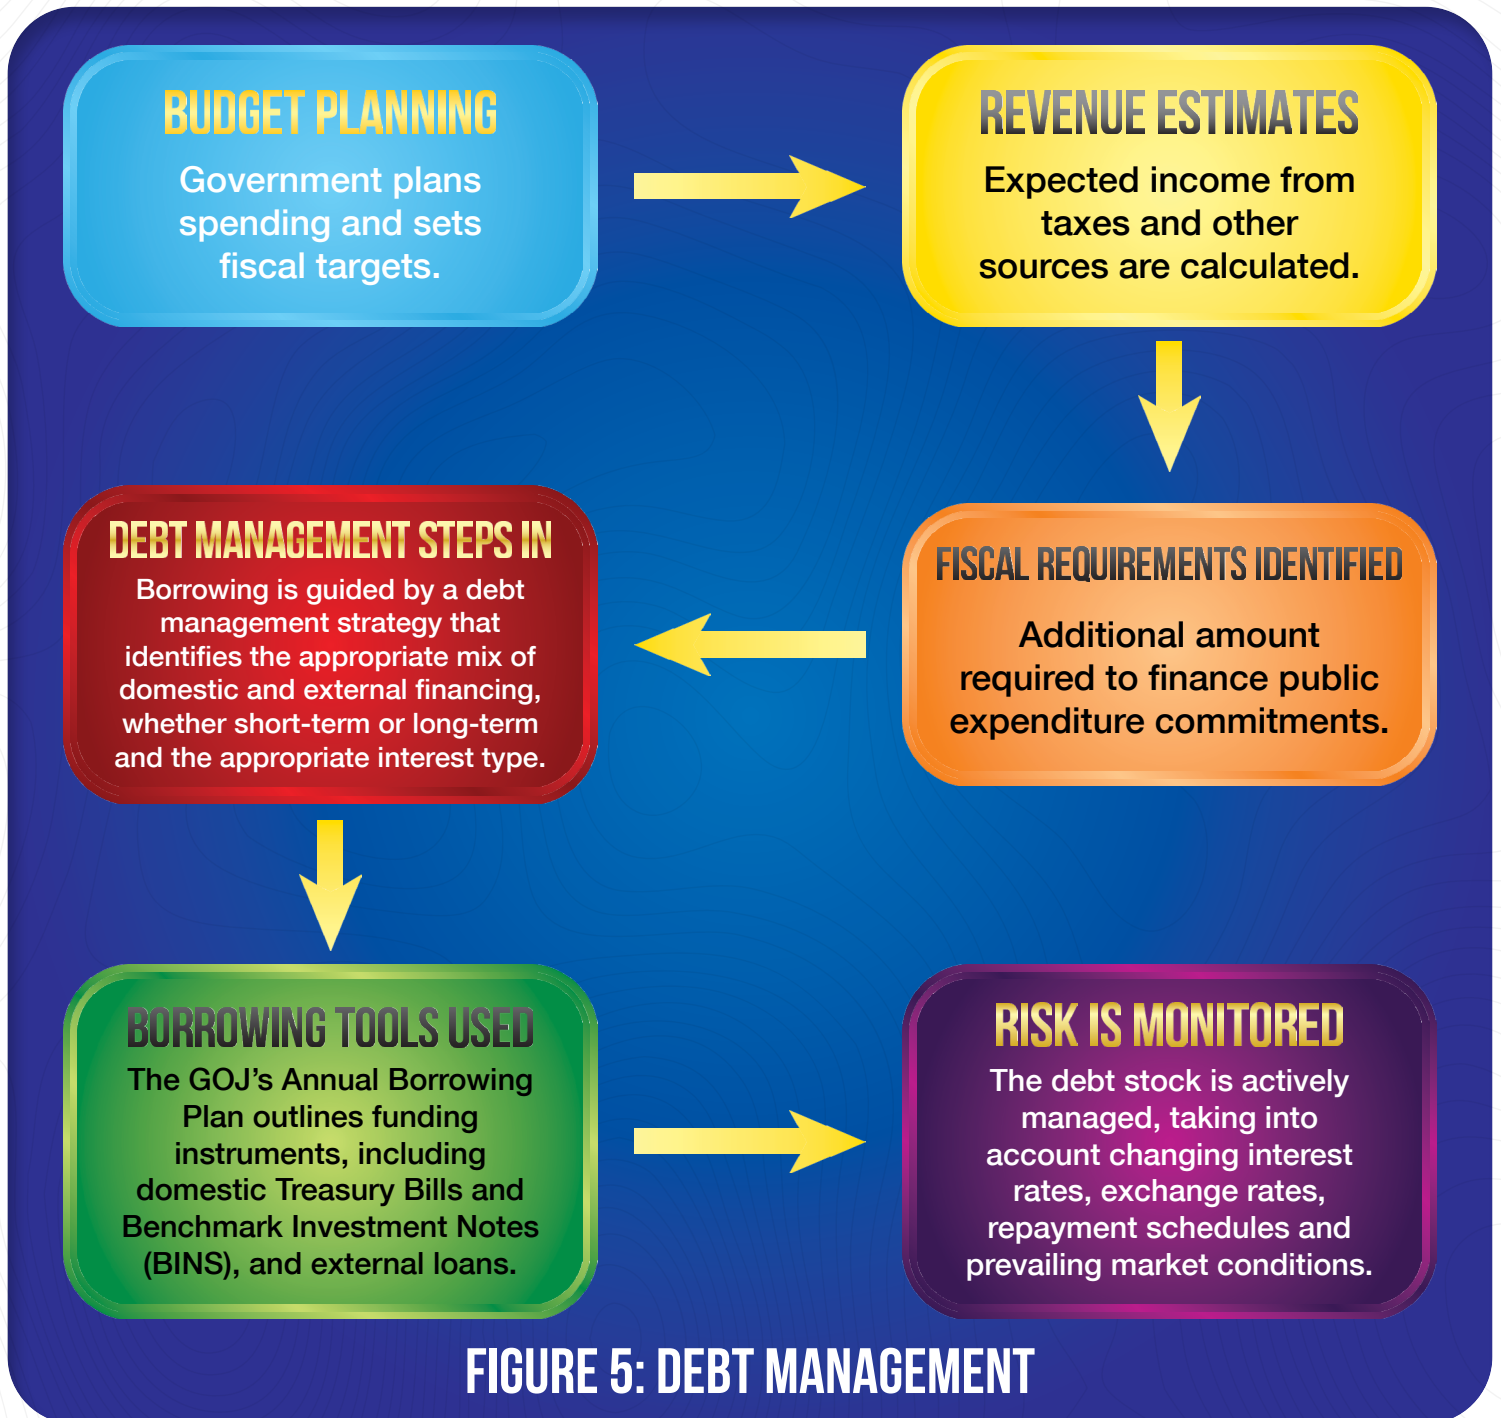 BUDGET PLANNING
Government plans
spending and sets
fiscal targets.
REVENUE ESTIMATES
Expected income from
taxes and other
sources are calculated.
FISCAL REQUIREMENTS IDENTIFIED
Additional amount
required to finance public
expenditure commitments.
DEBT MANAGEMENT STEPS IN
Borrowing is guided by a debt
management strategy that
identifies the appropriate mix of
domestic and external financing,
whether short-term or long-term
and the appropriate interest type.
BORROWING TOOLS USED
The GOJ’s Annual Borrowing
Plan outlines funding
instruments, including
domestic Treasury Bills and
Benchmark Investment Notes
(BINS), and external loans.
RISK IS MONITORED
The debt stock is actively
managed, taking into
account changing interest
rates, exchange rates,
repayment schedules and
prevailing market conditions.
FIGURE 5: DEBT MANAGEMENT